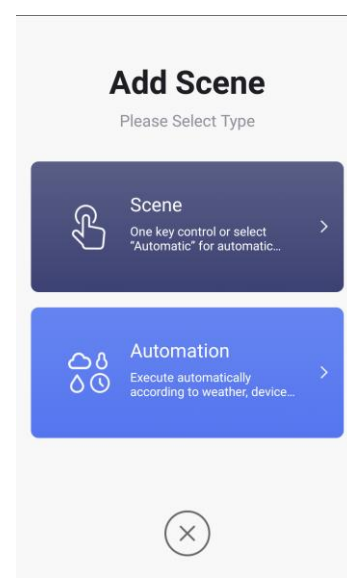 Add Scene
Please Select Type
Scene
One key control or select
“Automatic” for automatic...
Automation
Execute automatically
according to weather, device...